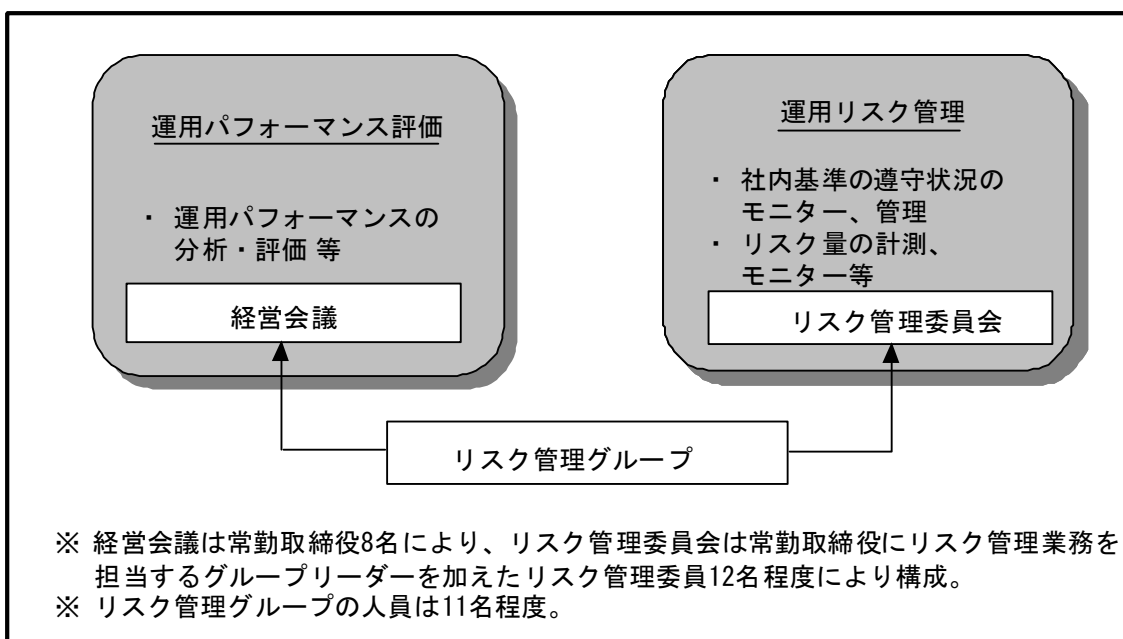 運用パフォーマンス評価
・ 運用パフォーマンスの
分析・評価 等
経営会議
運用リスク管理
・ 社内基準の遵守状況の
モニター、管理
・ リスク量の計測、
モニター等
リスク管理委員会
リスク管理グループ
※ 経営会議は常勤取締役8名により、リスク管理委員会は常勤取締役にリスク管理業務を
担当するグループリーダーを加えたリスク管理委員12名程度により構成。
※ リスク管理グループの人員は11名程度。